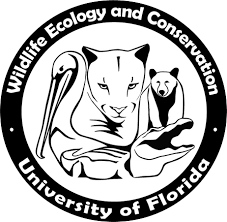 Wildlife Ecology and Conservation
University of Florida